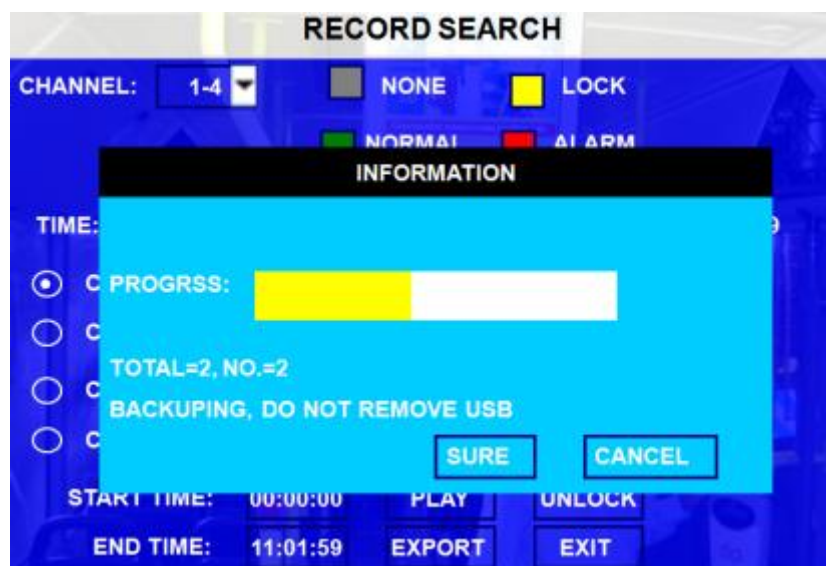 RECORD SEARCH
CHANNEL: 1-4 NONE LOCK
NORMAL ALARM
INFORMATION
TIME: 9
C PROGRSS:
C
TOTAL=2, NO.=2
C
BACKUPING, DO NOT REMOVE USB
C
SURE CANCEL
START TIME: 00:00:00 PLAY UNLOCK
END TIME: 11:01:59 EXPORT EXIT